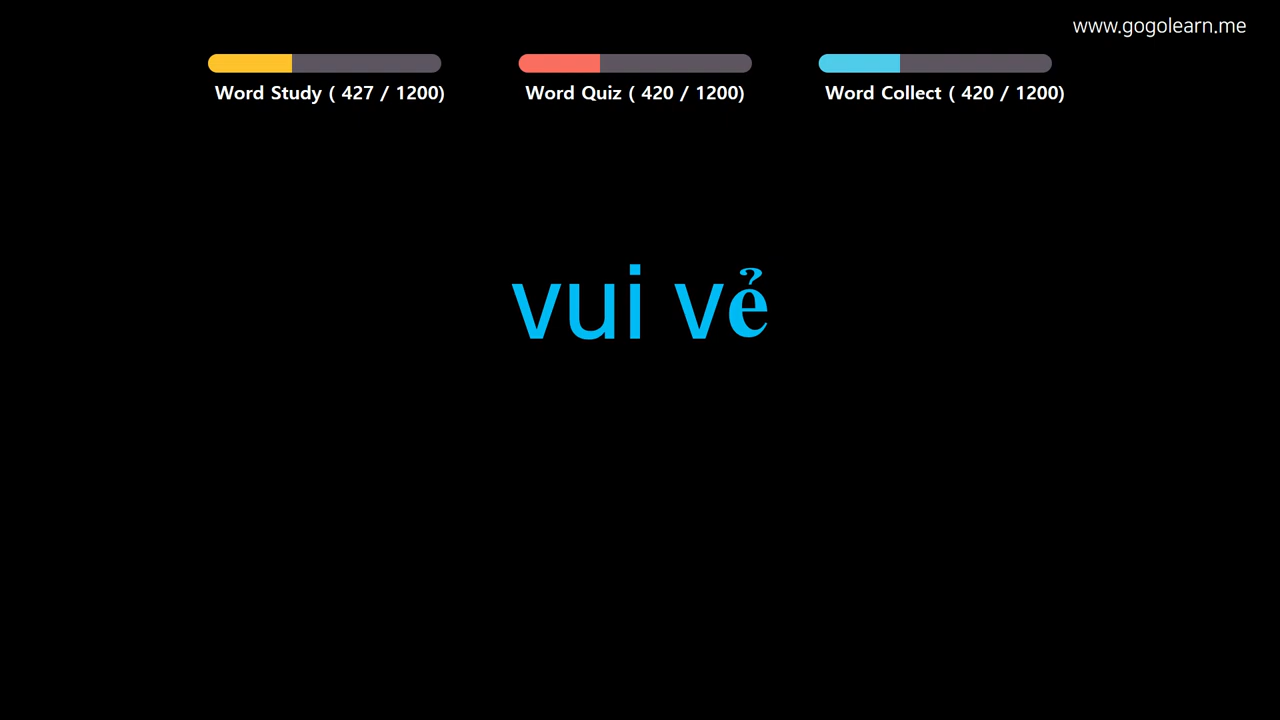 www.gogolearn.me
Word Study ( 427 / 1200)
Word Quiz ( 420 / 1200)
Word Collect ( 420 / 1200)
vui vẻ